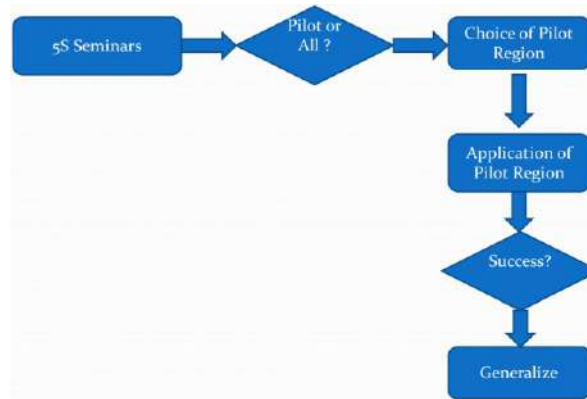 5S Seminars
Pilot or
All ?
Choice of Pilot
Region
Application of
Pilot Region
Success?
Generalize